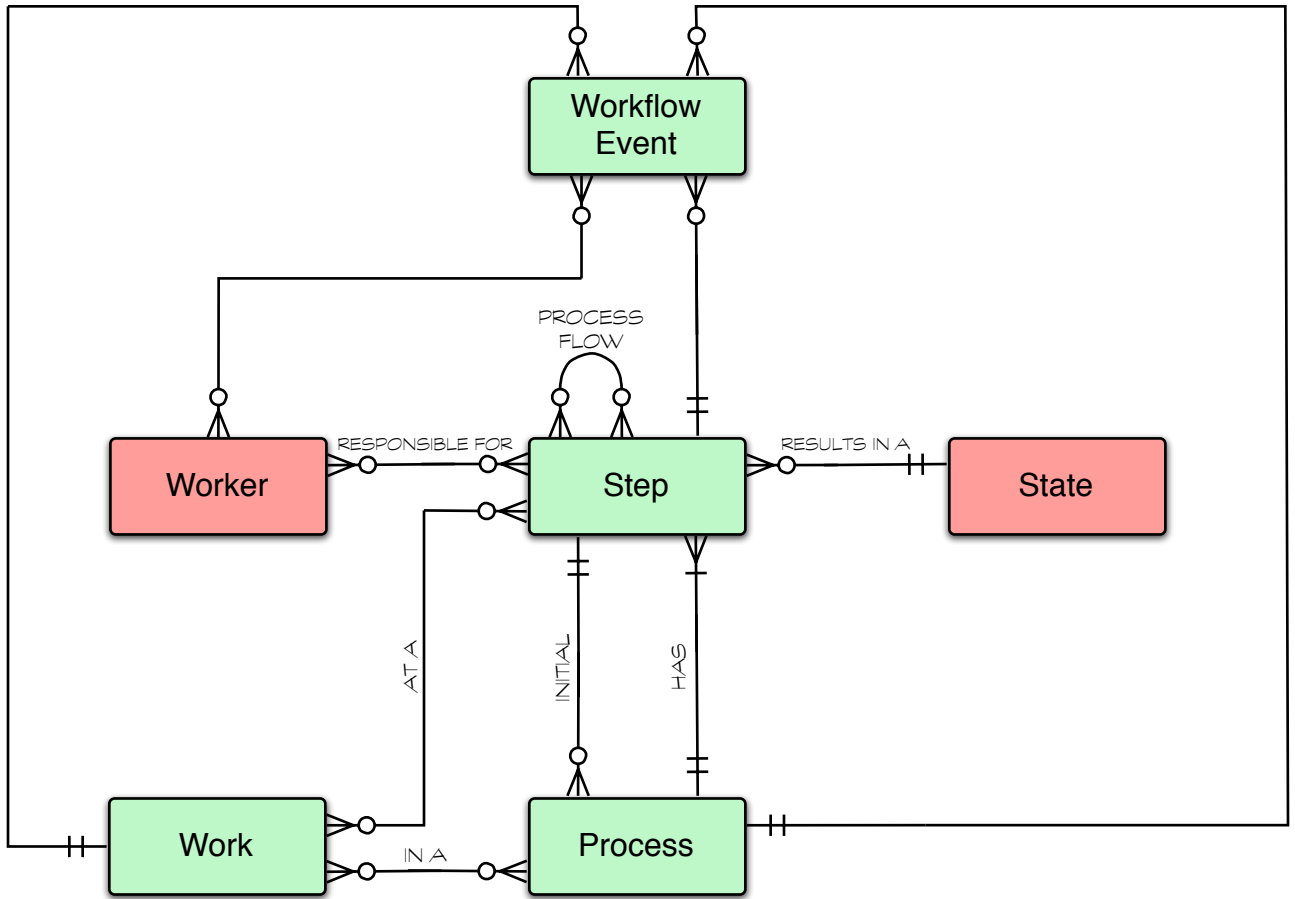 Workflow
Event
PROCESS
FLOW
RESPONSIBLE FOR
RESULTS IN A
Worker
Step
State
AT A
INITIAL
HAS
Work
IN A
Process